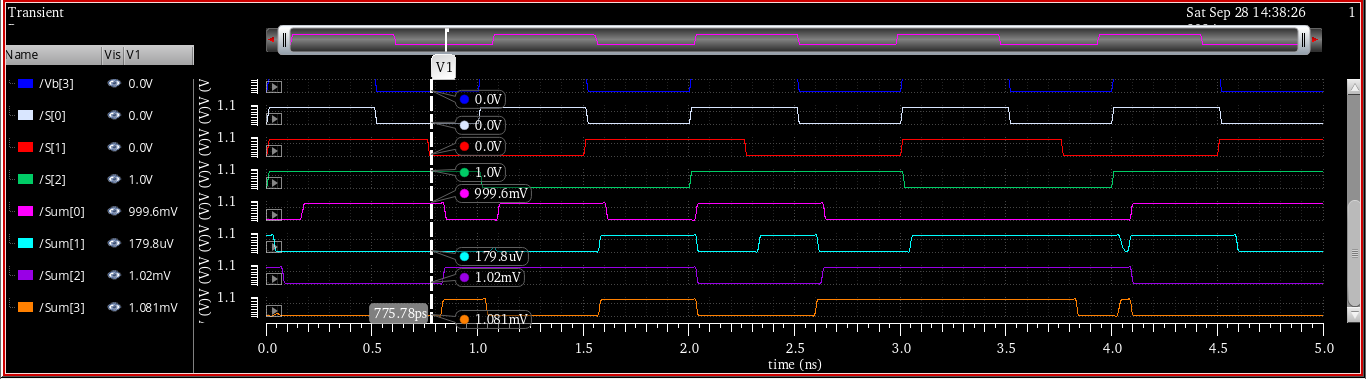 Transient
Sat Sep 28 14:38:26
1
Name Vis V1
V1
/Vb[3] 0.0V
/S[0] 0.0V
/S[1] 0.0V
/S[2] 1.0V
/Sum[0] 999.6mV
/Sum[1] 179.8uV
/Sum[2] 1.02mV
/Sum[3] 1.081mV
1.1
1.1
1.1
1.1
1.1
1.1
1.1
0.0V
0.0V
0.0V
1.0V
999.6mV
179.8uV
1.02mV
1.081mV
775.78ps
0.0 0.5 1.0 1.5 2.0 2.5 3.0 3.5 4.0 4.5 5.0
time (ns)